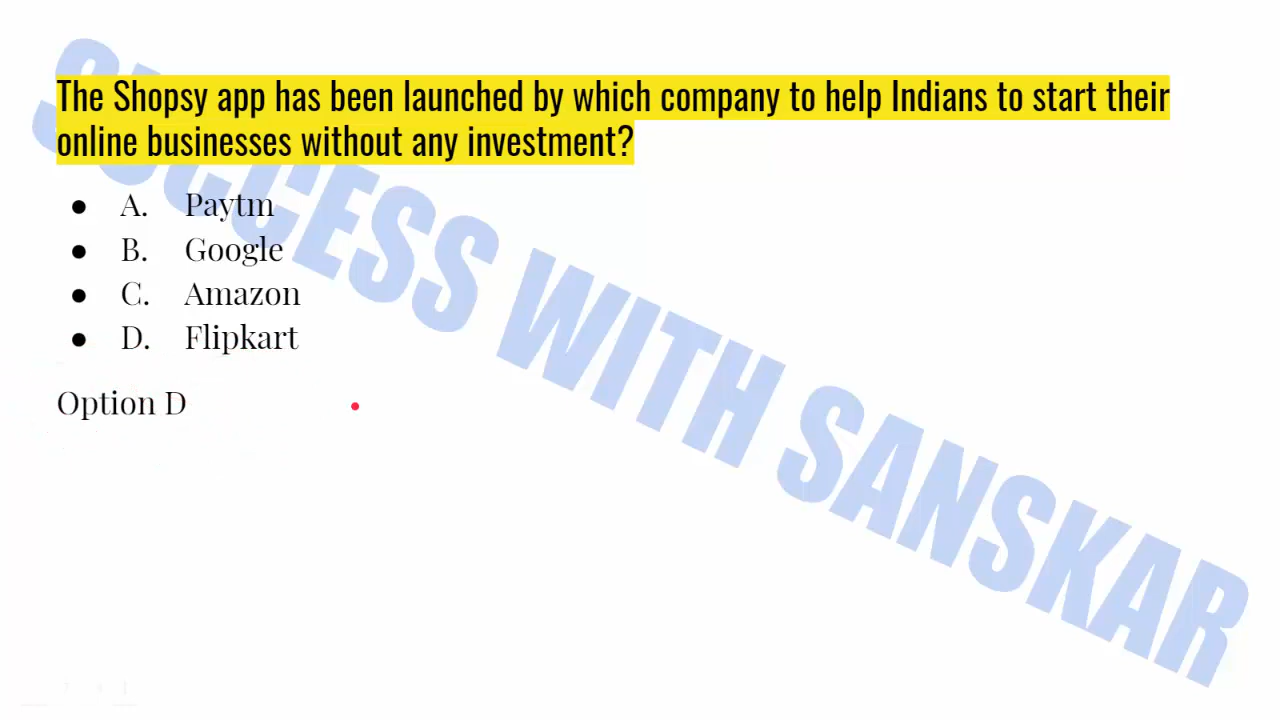 The Shopsy app has been launched by which company to help Indians to start their
online businesses without any investment?
● A. Paytm
● B. Google
● C. Amazon
● D. Flipkart
Option D
SUCCESS WITH SANSKAR